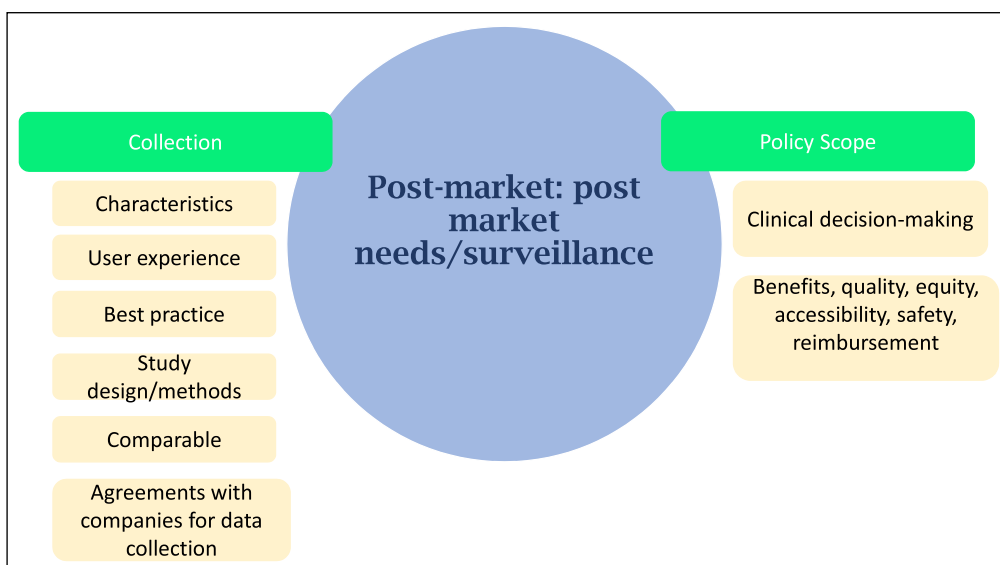 Collection
Characteristics
User experience
Best practice
Study
design/methods
Comparable
Agreements with
companies for data
collection
Post-market: post
market
needs/surveillance
Policy Scope
Clinical decision-making
Benefits, quality, equity,
accessibility, safety,
reimbursement